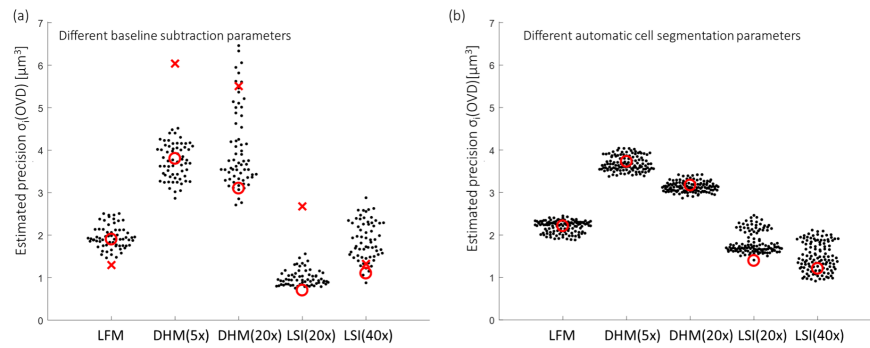 (a)
Different baseline subtraction parameters
Estimated precision σᵢ(OVD) [µm³]
7
6
5
4
3
2
1
0
LFM DHM(5x) DHM(20x) LSI(20x) LSI(40x)
(b)
Different automatic cell segmentation parameters
Estimated precision σᵢ(OVD)[µm³]
7
6
5
4
3
2
1
0
LFM DHM(5x) DHM(20x) LSI(20x) LSI(40x)